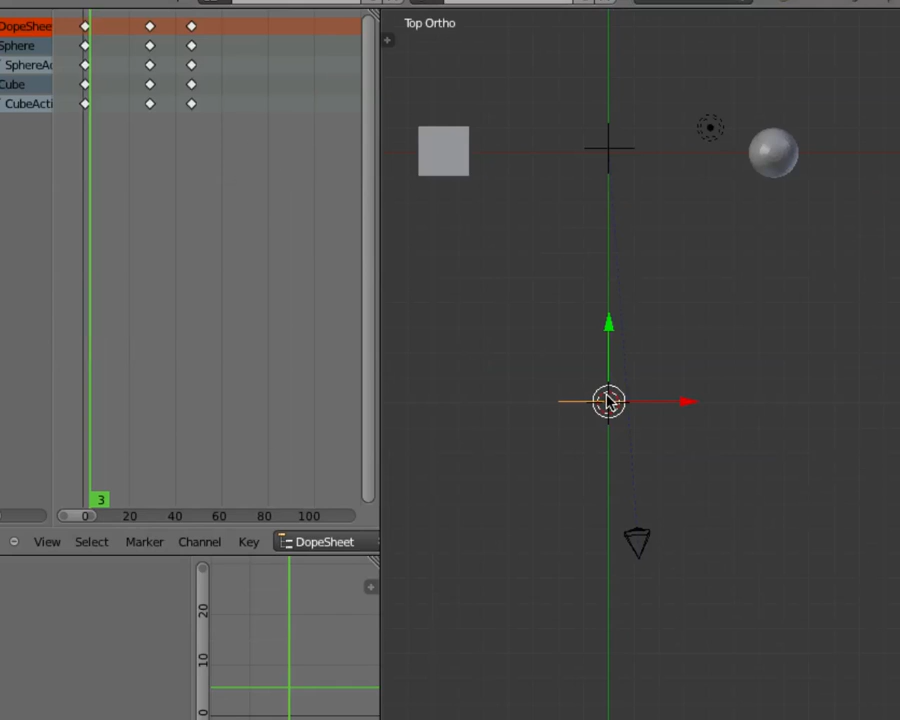 Top Ortho
DopeShee
Sphere
SphereAc
Cube
CubeActi
3
0 20 40 60 80 100
View Select Marker Channel Key DopeSheet
20
10
0